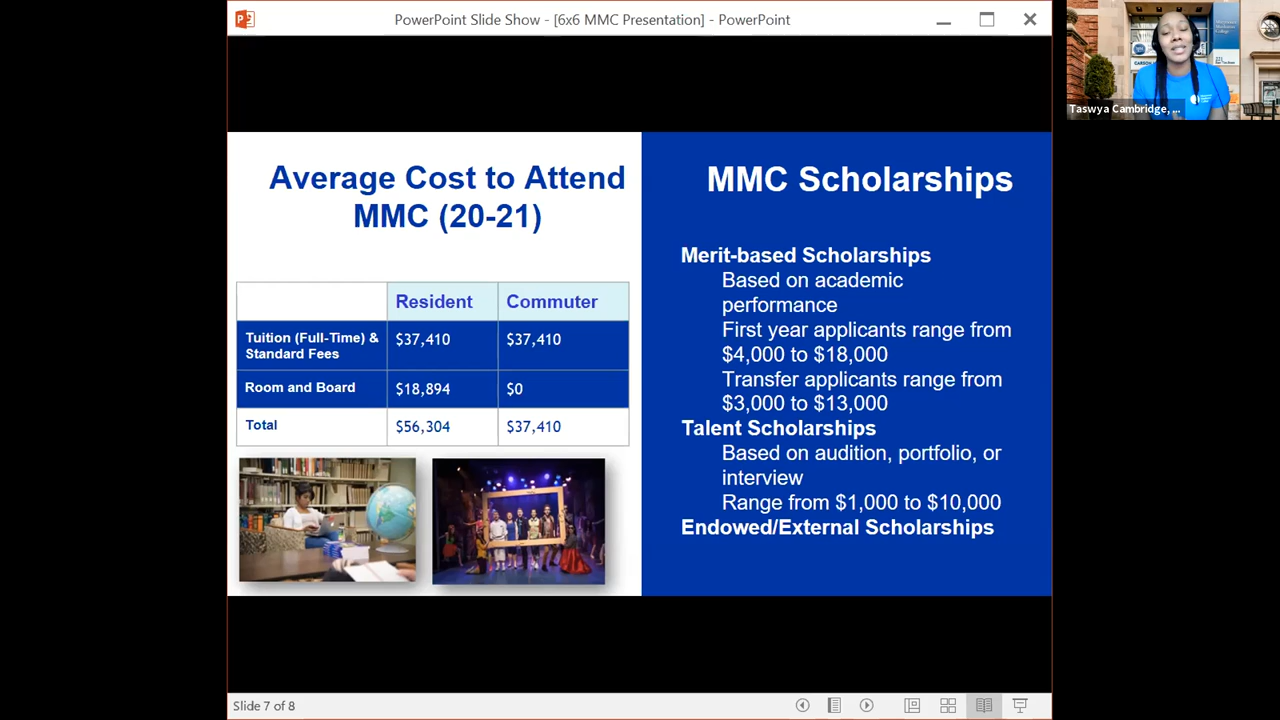 PowerPoint Slide Show - [6x6 MMC Presentation] - PowerPoint
Taswya Cambridge, ...
Average Cost to Attend
MMC (20-21)
Resident Commuter
Tuition (Full-Time) &
Standard Fees
$37,410 $37,410
Room and Board $18,894 $0
Total $56,304 $37,410
MMC Scholarships
Merit-based Scholarships
Based on academic
performance
First year applicants range from
$4,000 to $18,000
Transfer applicants range from
$3,000 to $13,000
Talent Scholarships
Based on audition, portfolio, or
interview
Range from $1,000 to $10,000
Endowed/External Scholarships
Slide 7 of 8